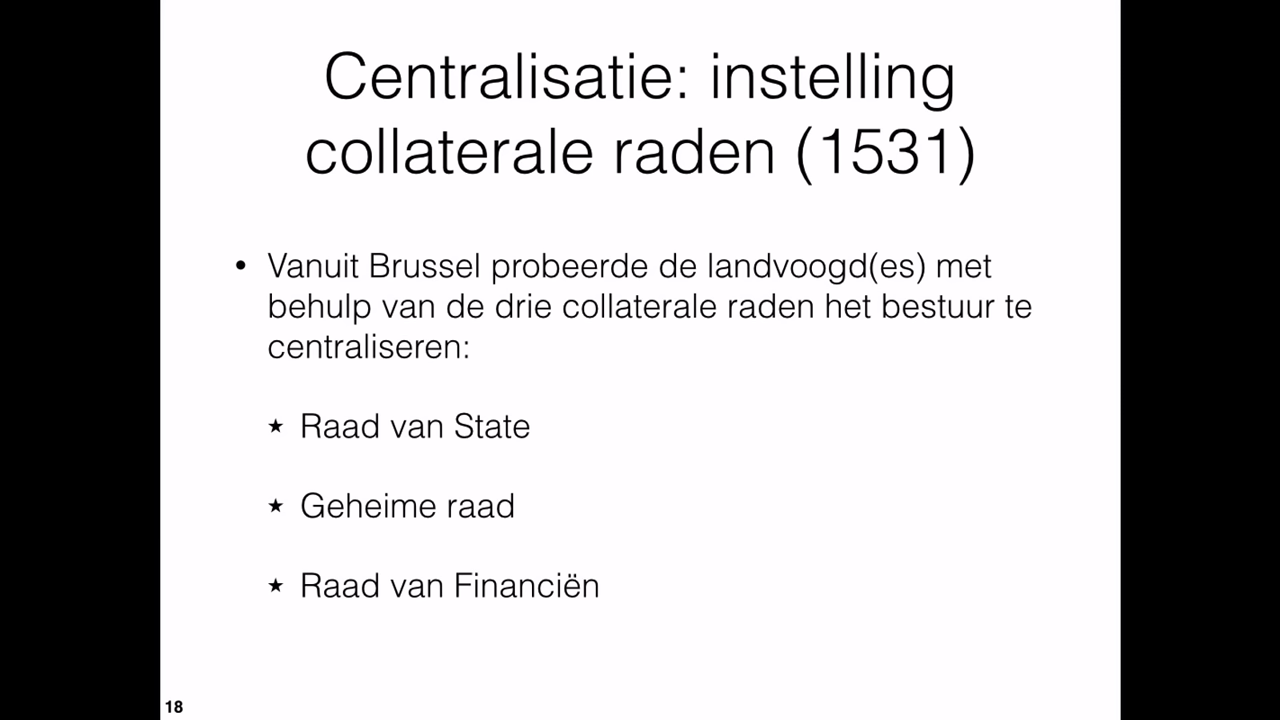 Centralisatie: instelling
collaterale raden (1531)
• Vanuit Brussel probeerde de landvoogd(es) met
behulp van de drie collaterale raden het bestuur te
centraliseren:
★ Raad van State
★ Geheime raad
★ Raad van Financiën
18